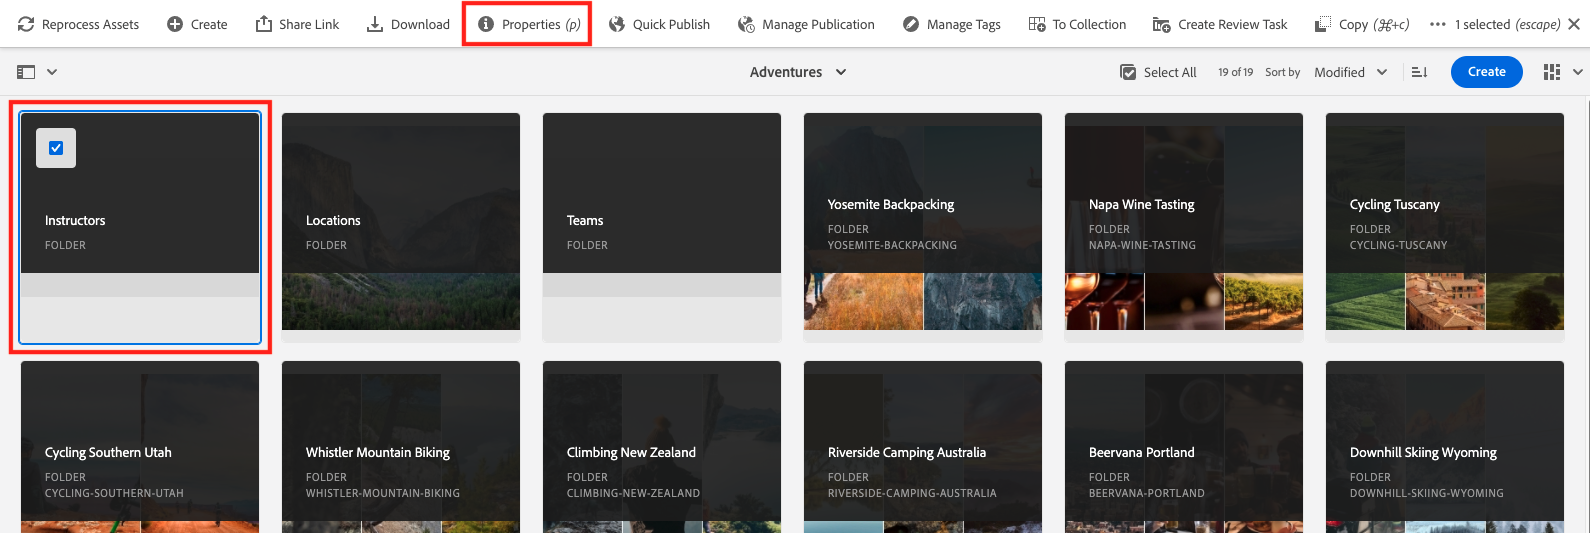 Reprocess Assets Create Share Link Download Properties (p) Quick Publish Manage Publication Manage Tags To Collection Create Review Task Copy (⌘+c) ••• 1 selected (escape)
Adventures Select All 19 of 19 Sort by Modified Create
Instructors
FOLDER
Locations
FOLDER
Teams
FOLDER
Yosemite Backpacking
FOLDER
YOSEMITE-BACKPACKING
Napa Wine Tasting
FOLDER
NAPA-WINE-TASTING
Cycling Tuscany
FOLDER
CYCLING-TUSCANY
Cycling Southern Utah
FOLDER
CYCLING-SOUTHERN-UTAH
Whistler Mountain Biking
FOLDER
WHISTLER-MOUNTAIN-BIKING
Climbing New Zealand
FOLDER
CLIMBING-NEW-ZEALAND
Riverside Camping Australia
FOLDER
RIVERSIDE-CAMPING-AUSTRALIA
Beervana Portland
FOLDER
BEERVANA-PORTLAND
Downhill Skiing Wyoming
FOLDER
DOWNHILL-SKIING-WYOMING